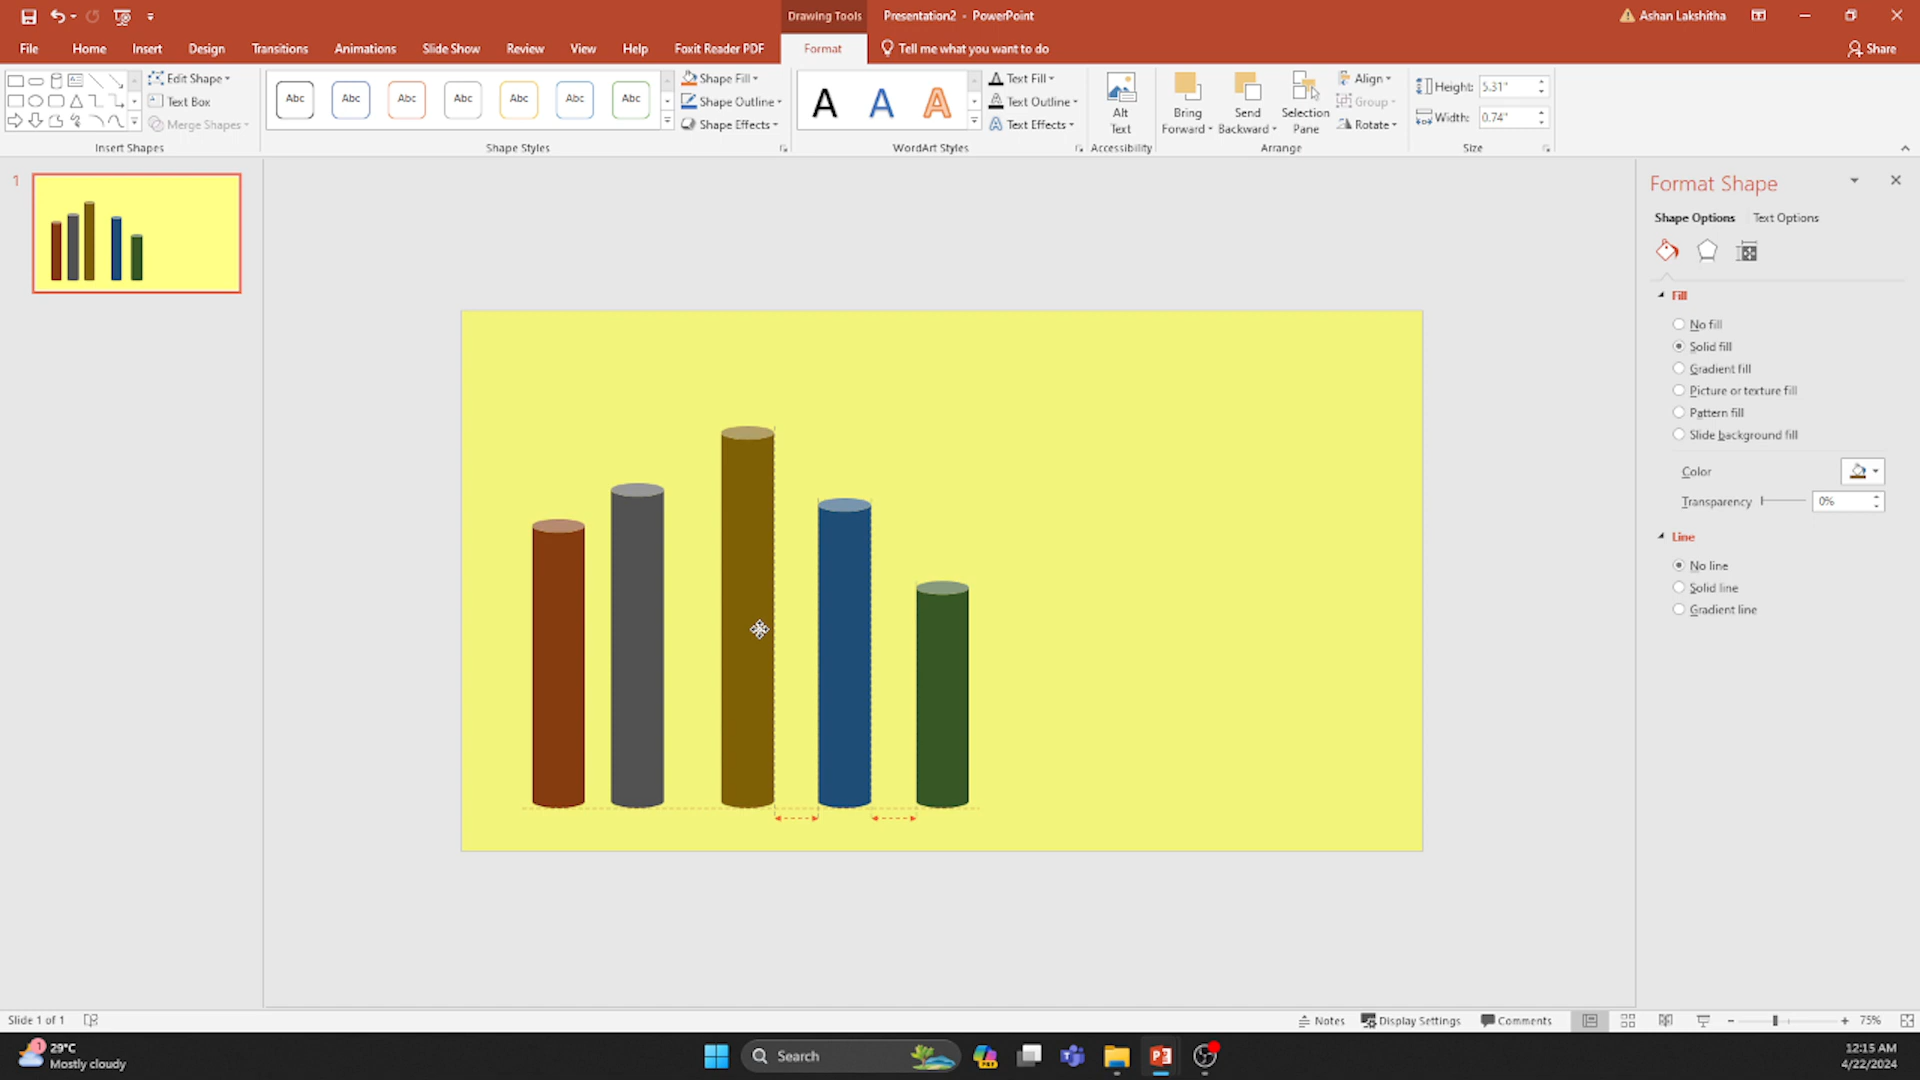 Drawing Tools
Presentation2 - PowerPoint
Ashan Lakshitha
File
Home
Insert
Design
Transitions
Animations
Slide Show
Review
View
Help
Foxit Reader PDF
Format
Tell me what you want to do
Share
Edit Shape
Text Box
Merge Shapes
Insert Shapes
Abc
Abc
Abc
Abc
Abc
Abc
Abc
Shape Fill
Shape Outline
Shape Effects
Shape Styles
A
A
A
Text Fill
Text Outline
Text Effects
WordArt Styles
Alt
Text
Accessibility
Bring
Forward
Send
Backward
Selection
Pane
Align
Group
Rotate
Arrange
Height: 5.31"
Width: 0.74"
Size
1
Format Shape
Shape Options
Text Options
Fill
No fill
Solid fill
Gradient fill
Picture or texture fill
Pattern fill
Slide background fill
Color
Transparency
0%
Line
No line
Solid line
Gradient line
Slide 1 of 1
Notes
Display Settings
Comments
75%
1
29°C
Mostly cloudy
Search
12:15 AM
4/22/2024